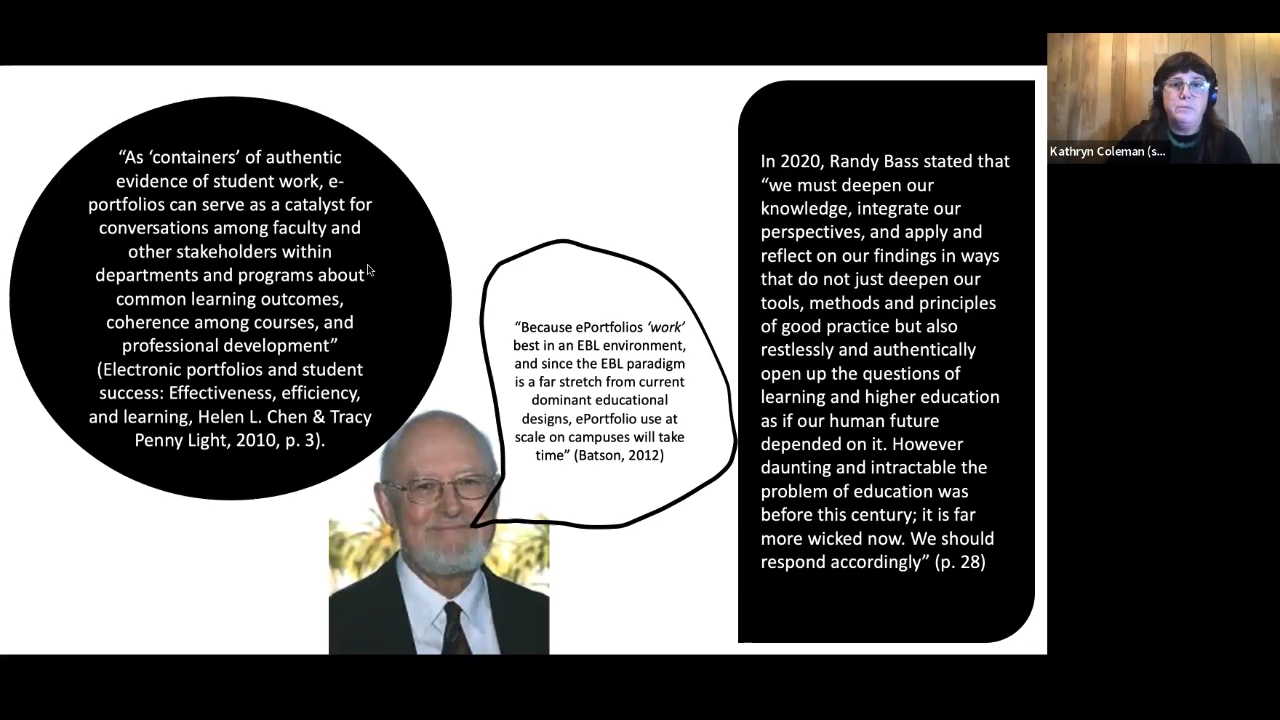 “As ‘containers’ of authentic
evidence of student work, e-
portfolios can serve as a catalyst for
conversations among faculty and
other stakeholders within
departments and programs about
common learning outcomes,
coherence among courses, and
professional development”
(Electronic portfolios and student
success: Effectiveness, efficiency,
and learning, Helen L. Chen & Tracy
Penny Light, 2010, p. 3).
“Because ePortfolios ‘work’
best in an EBL environment,
and since the EBL paradigm
is a far stretch from current
dominant educational
designs, ePortfolio use at
scale on campuses will take
time” (Batson, 2012)
In 2020, Randy Bass stated that
“we must deepen our
knowledge, integrate our
perspectives, and apply and
reflect on our findings in ways
that do not just deepen our
tools, methods and principles
of good practice but also
restlessly and authentically
open up the questions of
learning and higher education
as if our human future
depended on it. However
daunting and intractable the
problem of education was
before this century; it is far
more wicked now. We should
respond accordingly” (p. 28)
Kathryn Coleman (s...